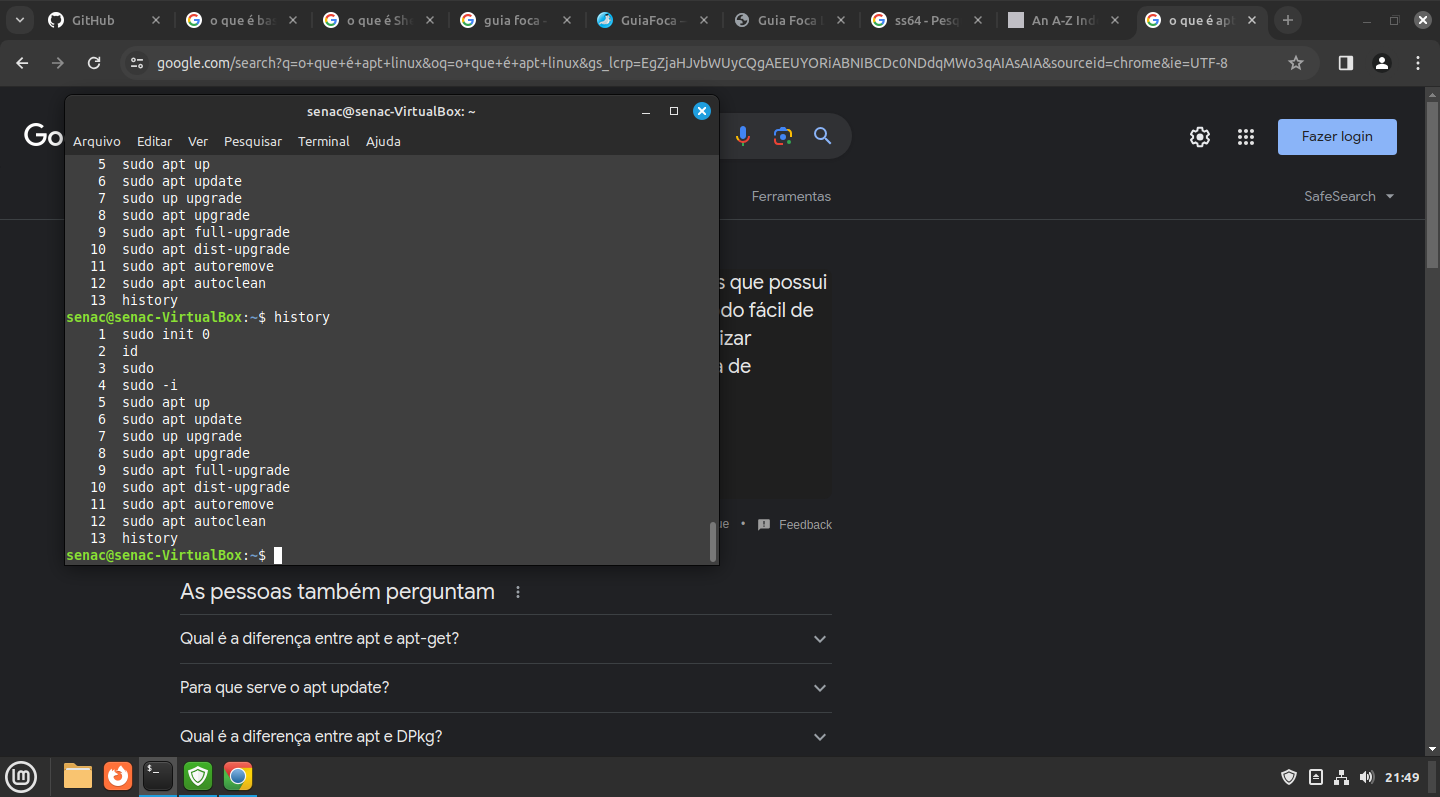 GitHub
o que é bas
o que é She
guia foca -
GuiaFoca –
Guia Foca
ss64 - Pesq
An A-Z Ind
o que é apt
google.com/search?q=o+que+é+apt+linux&oq=o+que+é+apt+linux&gs_lcrp=EgZjaHJvbWUyCQgAEEUYORiABNIBCDc0NDdqMWo3qAIAsAIA&sourceid=chrome&ie=UTF-8
senac@senac-VirtualBox: ~
Arquivo Editar Ver Pesquisar Terminal Ajuda
5 sudo apt up
6 sudo apt update
7 sudo up upgrade
8 sudo apt upgrade
9 sudo apt full-upgrade
10 sudo apt dist-upgrade
11 sudo apt autoremove
12 sudo apt autoclean
13 history
senac@senac-VirtualBox:~$ history
1 sudo init 0
2 id
3 sudo
4 sudo -i
5 sudo apt up
6 sudo apt update
7 sudo up upgrade
8 sudo apt upgrade
9 sudo apt full-upgrade
10 sudo apt dist-upgrade
11 sudo apt autoremove
12 sudo apt autoclean
13 history
senac@senac-VirtualBox:~$
Goo
Fazer login
Ferramentas
SafeSearch
s que possui
do fácil de
izar
a de
ue • Feedback
As pessoas também perguntam
Qual é a diferença entre apt e apt-get?
Para que serve o apt update?
Qual é a diferença entre apt e DPkg?
$_
21:49